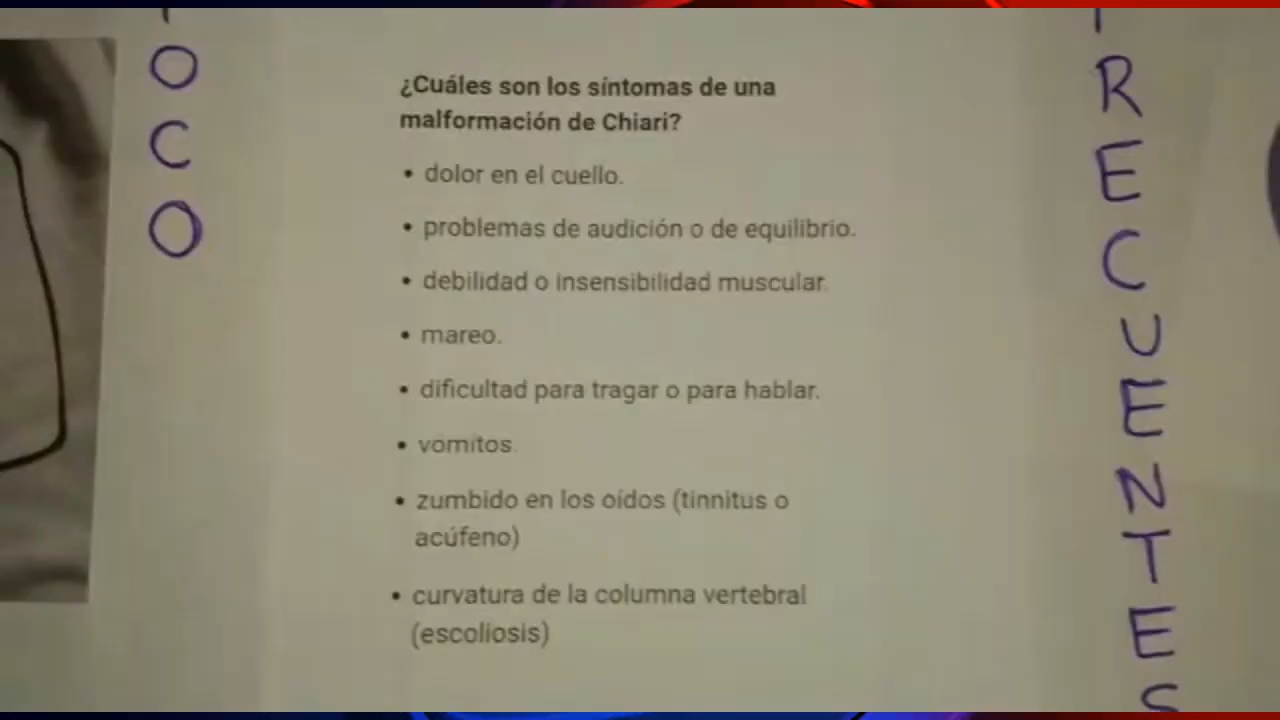 O
C
O
¿Cuáles son los síntomas de una
malformación de Chiari?
• dolor en el cuello.
• problemas de audición o de equilibrio.
• debilidad o insensibilidad muscular.
• mareo.
• dificultad para tragar o para hablar.
• vómitos.
• zumbido en los oídos (tinnitus o
acúfeno)
• curvatura de la columna vertebral
(escoliosis)
R
E
C
U
E
N
T
E
S